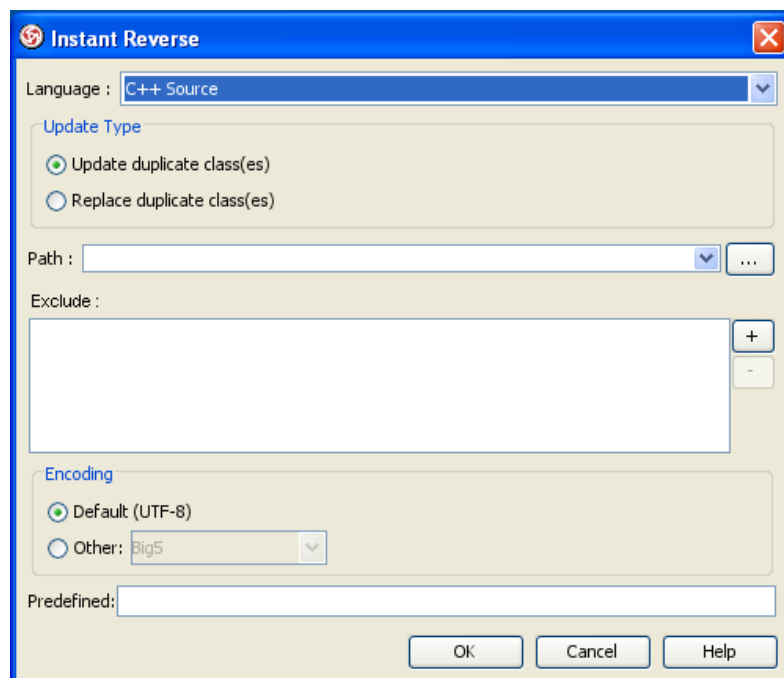 Instant Reverse
Language : C++ Source
Update Type
Update duplicate class(es)
Replace duplicate class(es)
Path : ...
Exclude :
+
-
Encoding
Default (UTF-8)
Other: Big5
Predefined:
OK Cancel Help